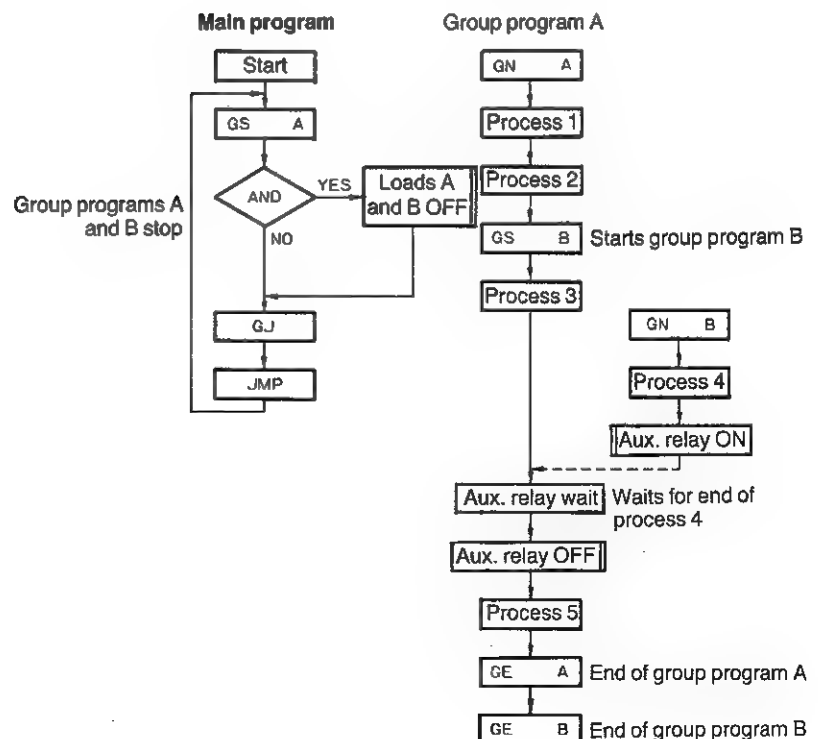 Main program
Start
GS A
AND
YES
NO
Loads A
and B OFF
Group programs A
and B stop
GJ
JMP
Group program A
GN A
Process 1
Process 2
GS B
Starts group program B
Process 3
GN B
Process 4
Aux. relay ON
Aux. relay wait
Waits for end of
process 4
Aux. relay OFF
Process 5
GE A
End of group program A
GE B
End of group program B